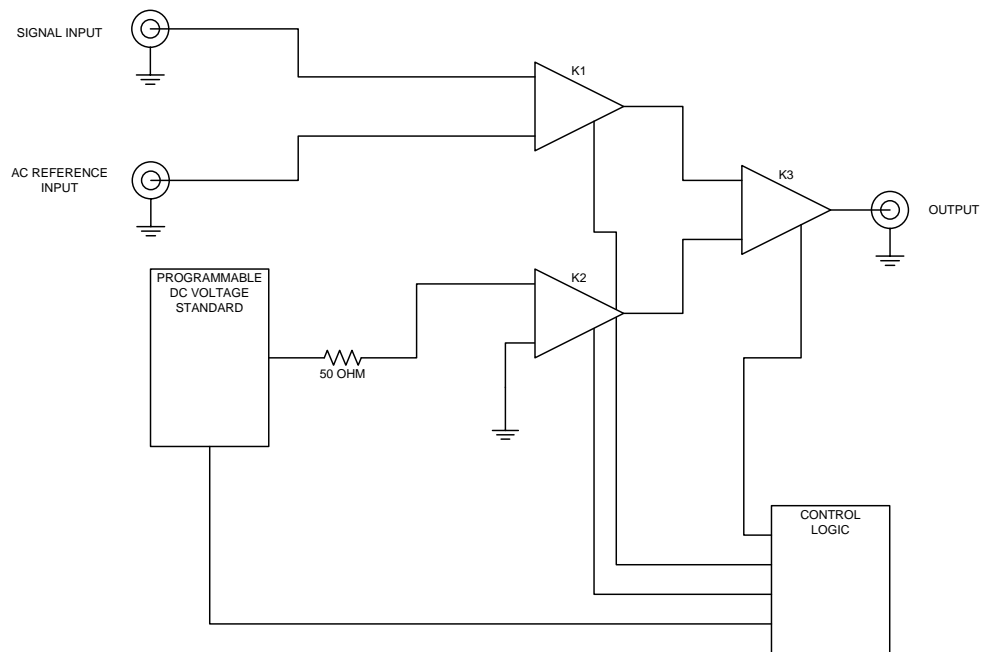 SIGNAL INPUT
K1
AC REFERENCE
INPUT
K3
OUTPUT
PROGRAMMABLE
DC VOLTAGE
STANDARD
K2
50 OHM
CONTROL
LOGIC